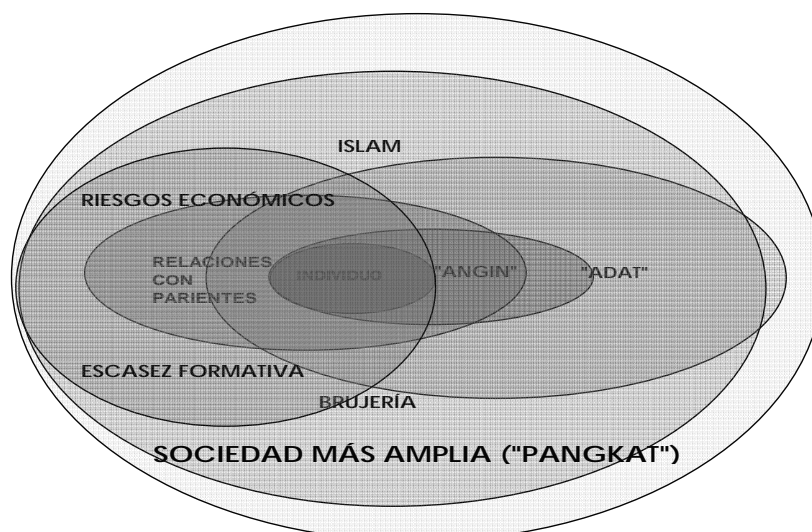 ISLAM
RIESGOS ECONÓMICOS
RELACIONES
CON
PARIENTES
INDIVIDUO
"ANGIN"
"ADAT"
ESCASEZ FORMATIVA
BRUJERÍA
SOCIEDAD MÁS AMPLIA ("PANGKAT")